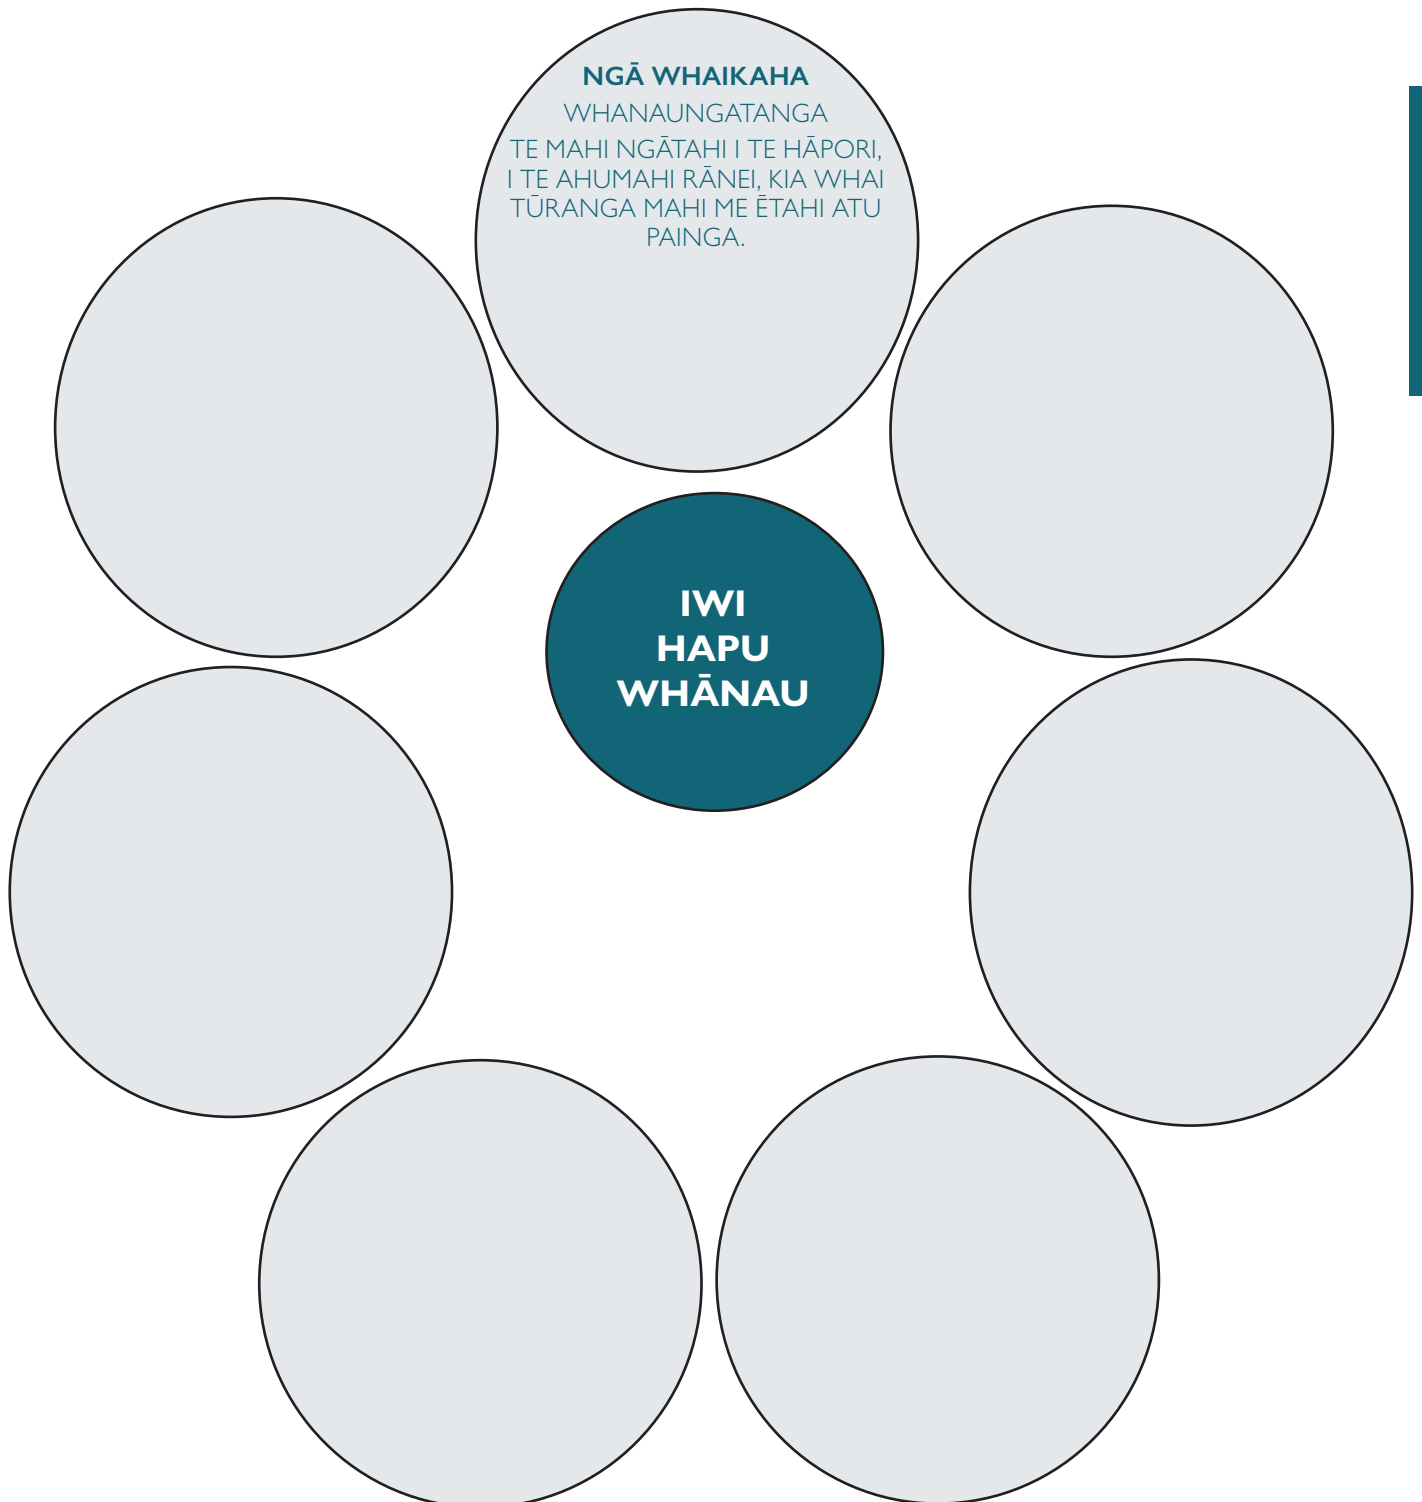 NGĀ WHAIKAHA
WHANAUNGATANGA
TE MAHI NGĀTAHI I TE HĀPORI,
I TE AHUMAHI RĀNEI, KIA WHAI
TŪRANGA MAHI ME ĒTAHI ATU
PAINGA.
IWI
HAPU
WHĀNAU